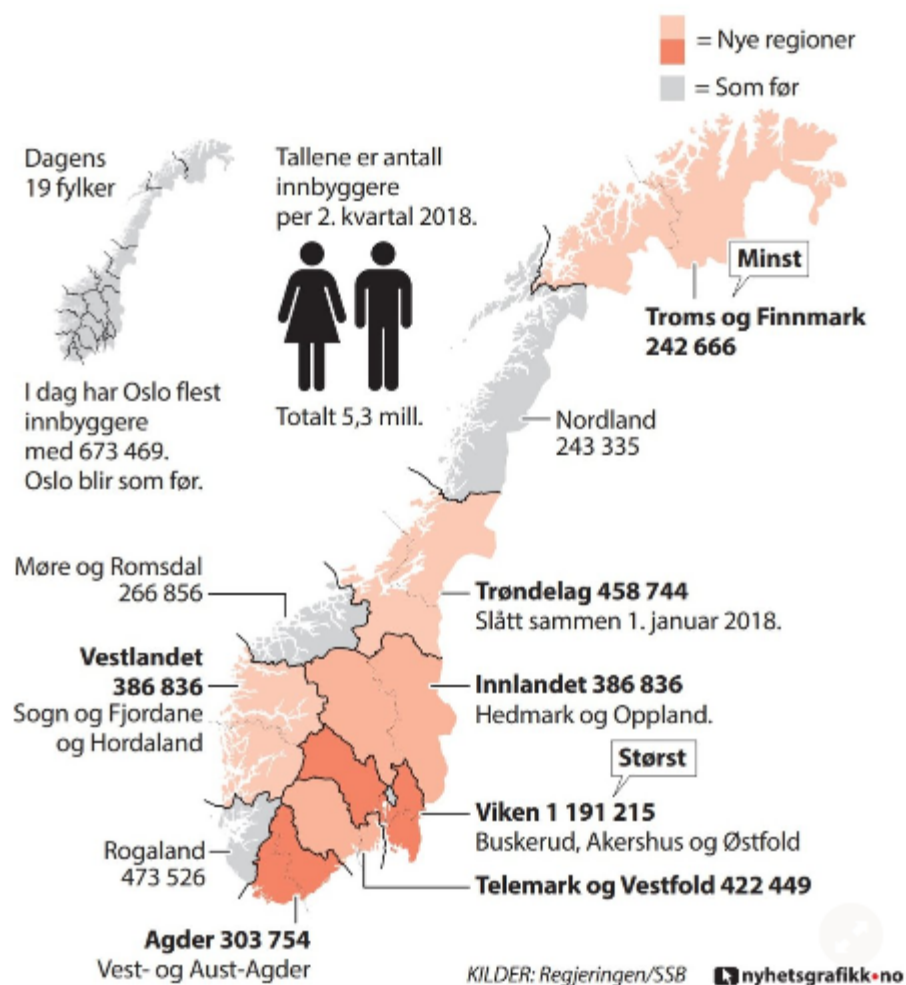 = Nye regioner
= Som før
Dagens
19 fylker
Tallene er antall
innbyggere
per 2. kvartal 2018.
Totalt 5,3 mill.
I dag har Oslo flest
innbyggere
med 673 469.
Oslo blir som før.
Minst
Troms og Finnmark
242 666
Nordland
243 335
Møre og Romsdal
266 856
Trøndelag 458 744
Slått sammen 1. januar 2018.
Vestlandet
386 836
Sogn og Fjordane
og Hordaland
Innlandet 386 836
Hedmark og Oppland.
Størst
Viken 1 191 215
Buskerud, Akershus og Østfold
Rogaland
473 526
Telemark og Vestfold 422 449
Agder 303 754
Vest- og Aust-Agder
KILDER: Regjeringen/SSB
nyhetsgrafikk•no